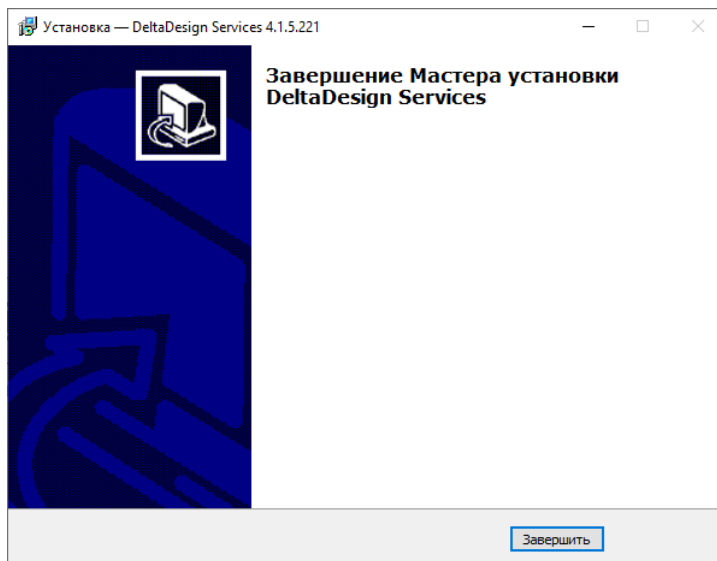 Установка — DeltaDesign Services 4.1.5.221
Завершение Мастера установки
DeltaDesign Services
Завершить